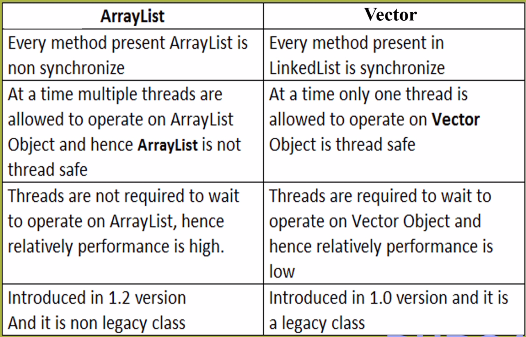 ArrayList
Vector
Every method present ArrayList is
non synchronize
Every method present in
LinkedList is synchronize
At a time multiple threads are
allowed to operate on ArrayList
Object and hence ArrayList is not
thread safe
At a time only one thread is
allowed to operate on Vector
Object is thread safe
Threads are not required to wait
to operate on ArrayList, hence
relatively performance is high.
Threads are required to wait to
operate on Vector Object and
hence relatively performance is
low
Introduced in 1.2 version
And it is non legacy class
Introduced in 1.0 version and it is
a legacy class